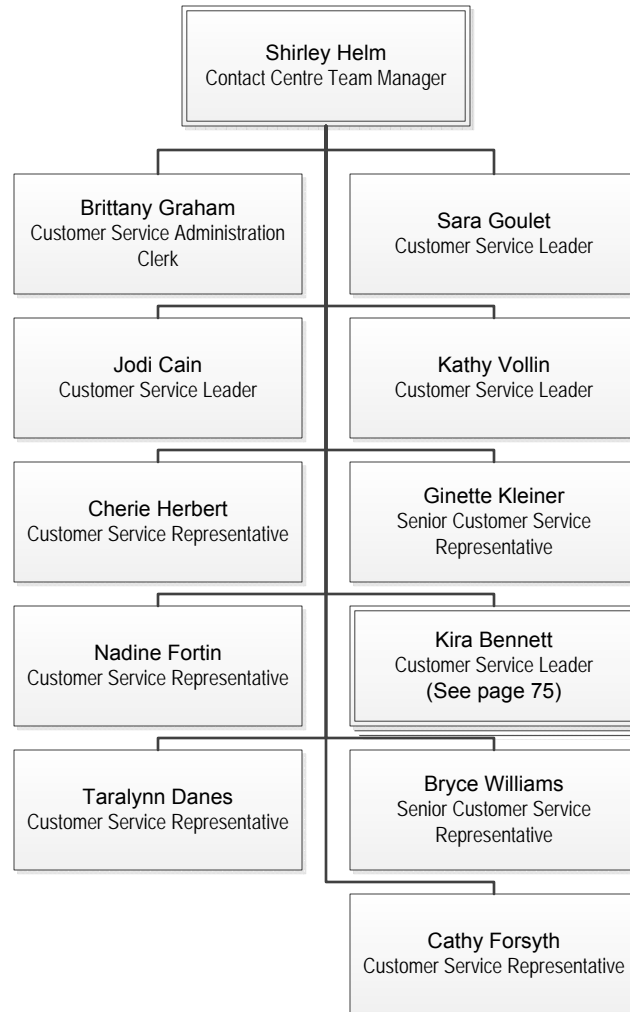 Shirley Helm
Contact Centre Team Manager
Brittany Graham
Customer Service Administration
Clerk
Sara Goulet
Customer Service Leader
Jodi Cain
Customer Service Leader
Kathy Vollin
Customer Service Leader
Cherie Herbert
Customer Service Representative
Ginette Kleiner
Senior Customer Service
Representative
Nadine Fortin
Customer Service Representative
Kira Bennett
Customer Service Leader
(See page 75)
Taralynn Danes
Customer Service Representative
Bryce Williams
Senior Customer Service
Representative
Cathy Forsyth
Customer Service Representative